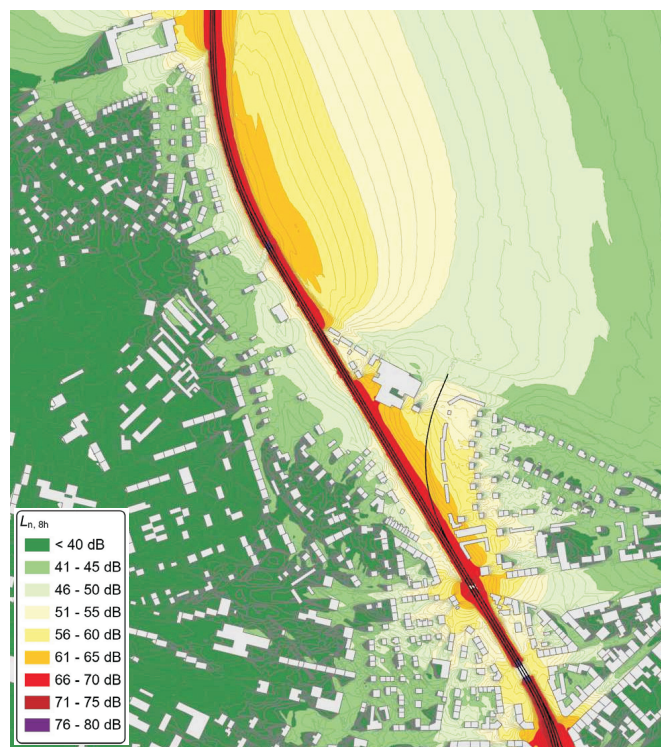 Ln, 8h
< 40 dB
41 - 45 dB
46 - 50 dB
51 - 55 dB
56 - 60 dB
61 - 65 dB
66 - 70 dB
71 - 75 dB
76 - 80 dB